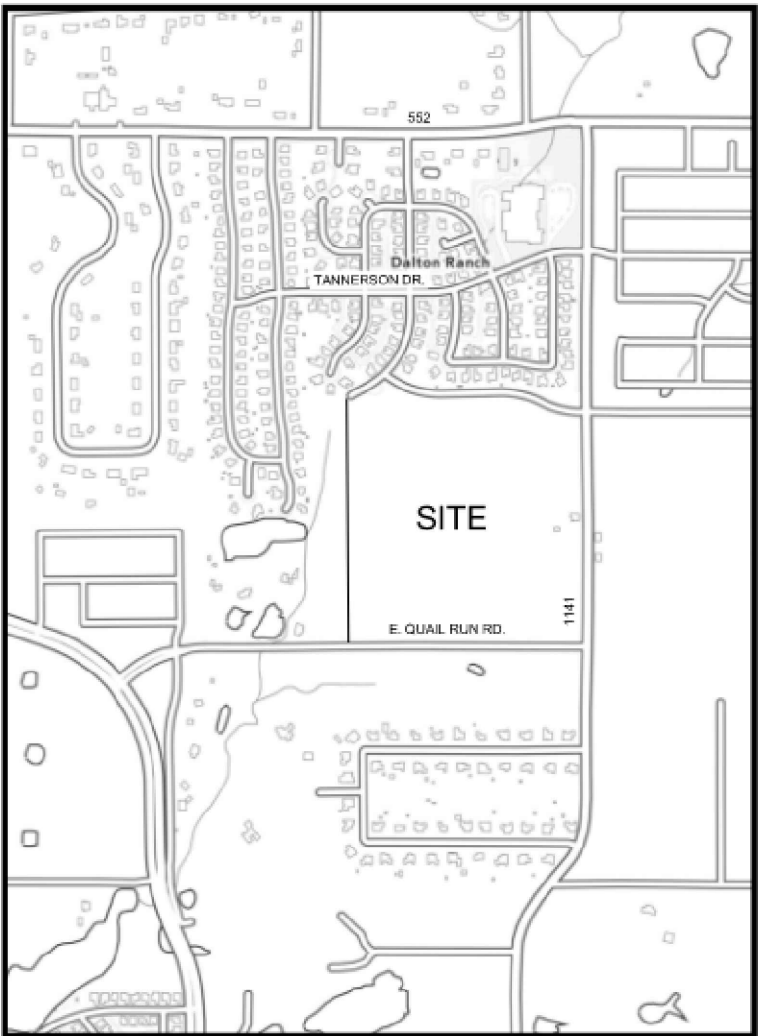 552
Dalton Ranch
TANNERSON DR.
SITE
1141
E. QUAIL RUN RD.